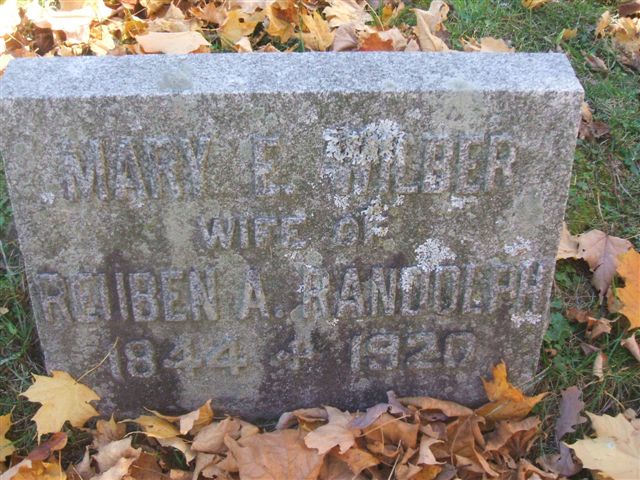 MARY E. WILBER
WIFE OF
REUBEN A. RANDOLPH
1844 + 1920